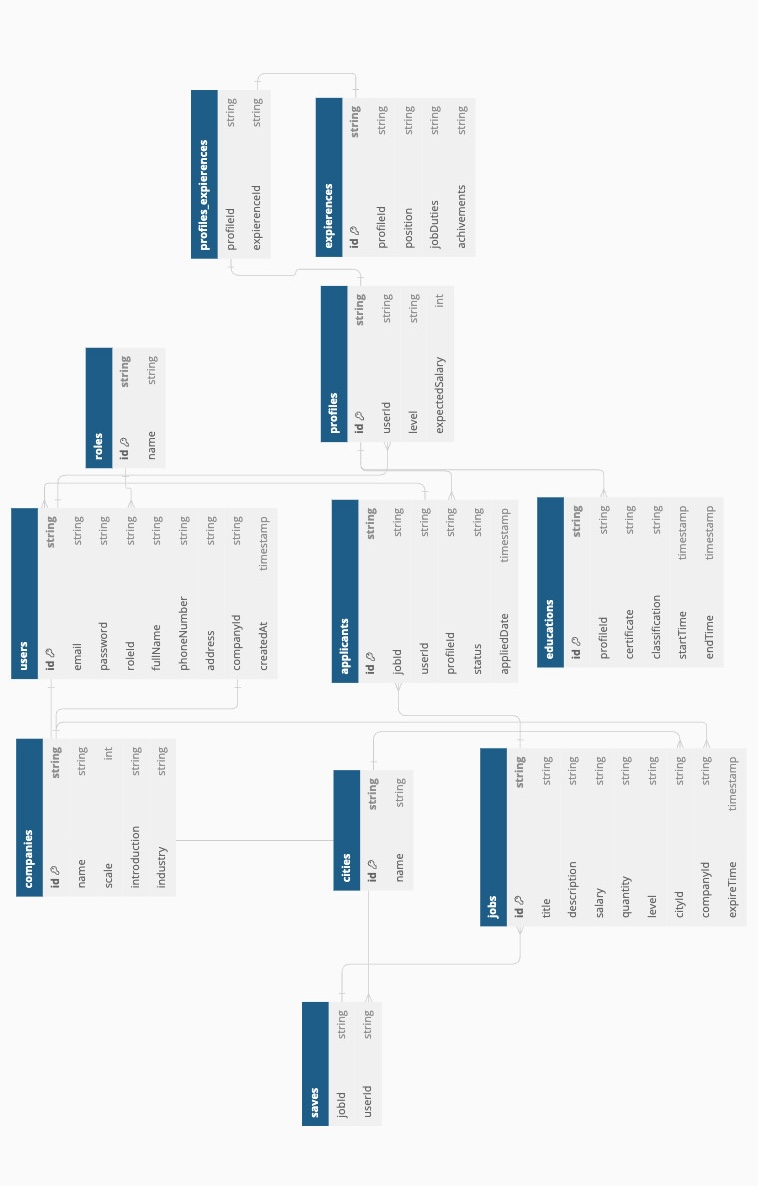 profiles_expierences
profileId string
expierenceId string
expierences
id string
profileId string
position string
jobDuties string
achivements string
roles
id string
name string
profiles
id string
userId string
level string
expectedSalary int
users
id string
email string
password string
roleId string
fullName string
phoneNumber string
address string
companyId string
createdAt timestamp
applicants
id string
jobId string
userId string
profileId string
status string
appliedDate timestamp
educations
id string
profileId string
certificate string
classification string
startTime timestamp
endTime timestamp
companies
id string
name string
scale int
introduction string
industry string
cities
id string
name string
jobs
id string
title string
description string
salary string
quantity string
level string
cityId string
companyId string
expireTime timestamp
saves
jobId string
userId string